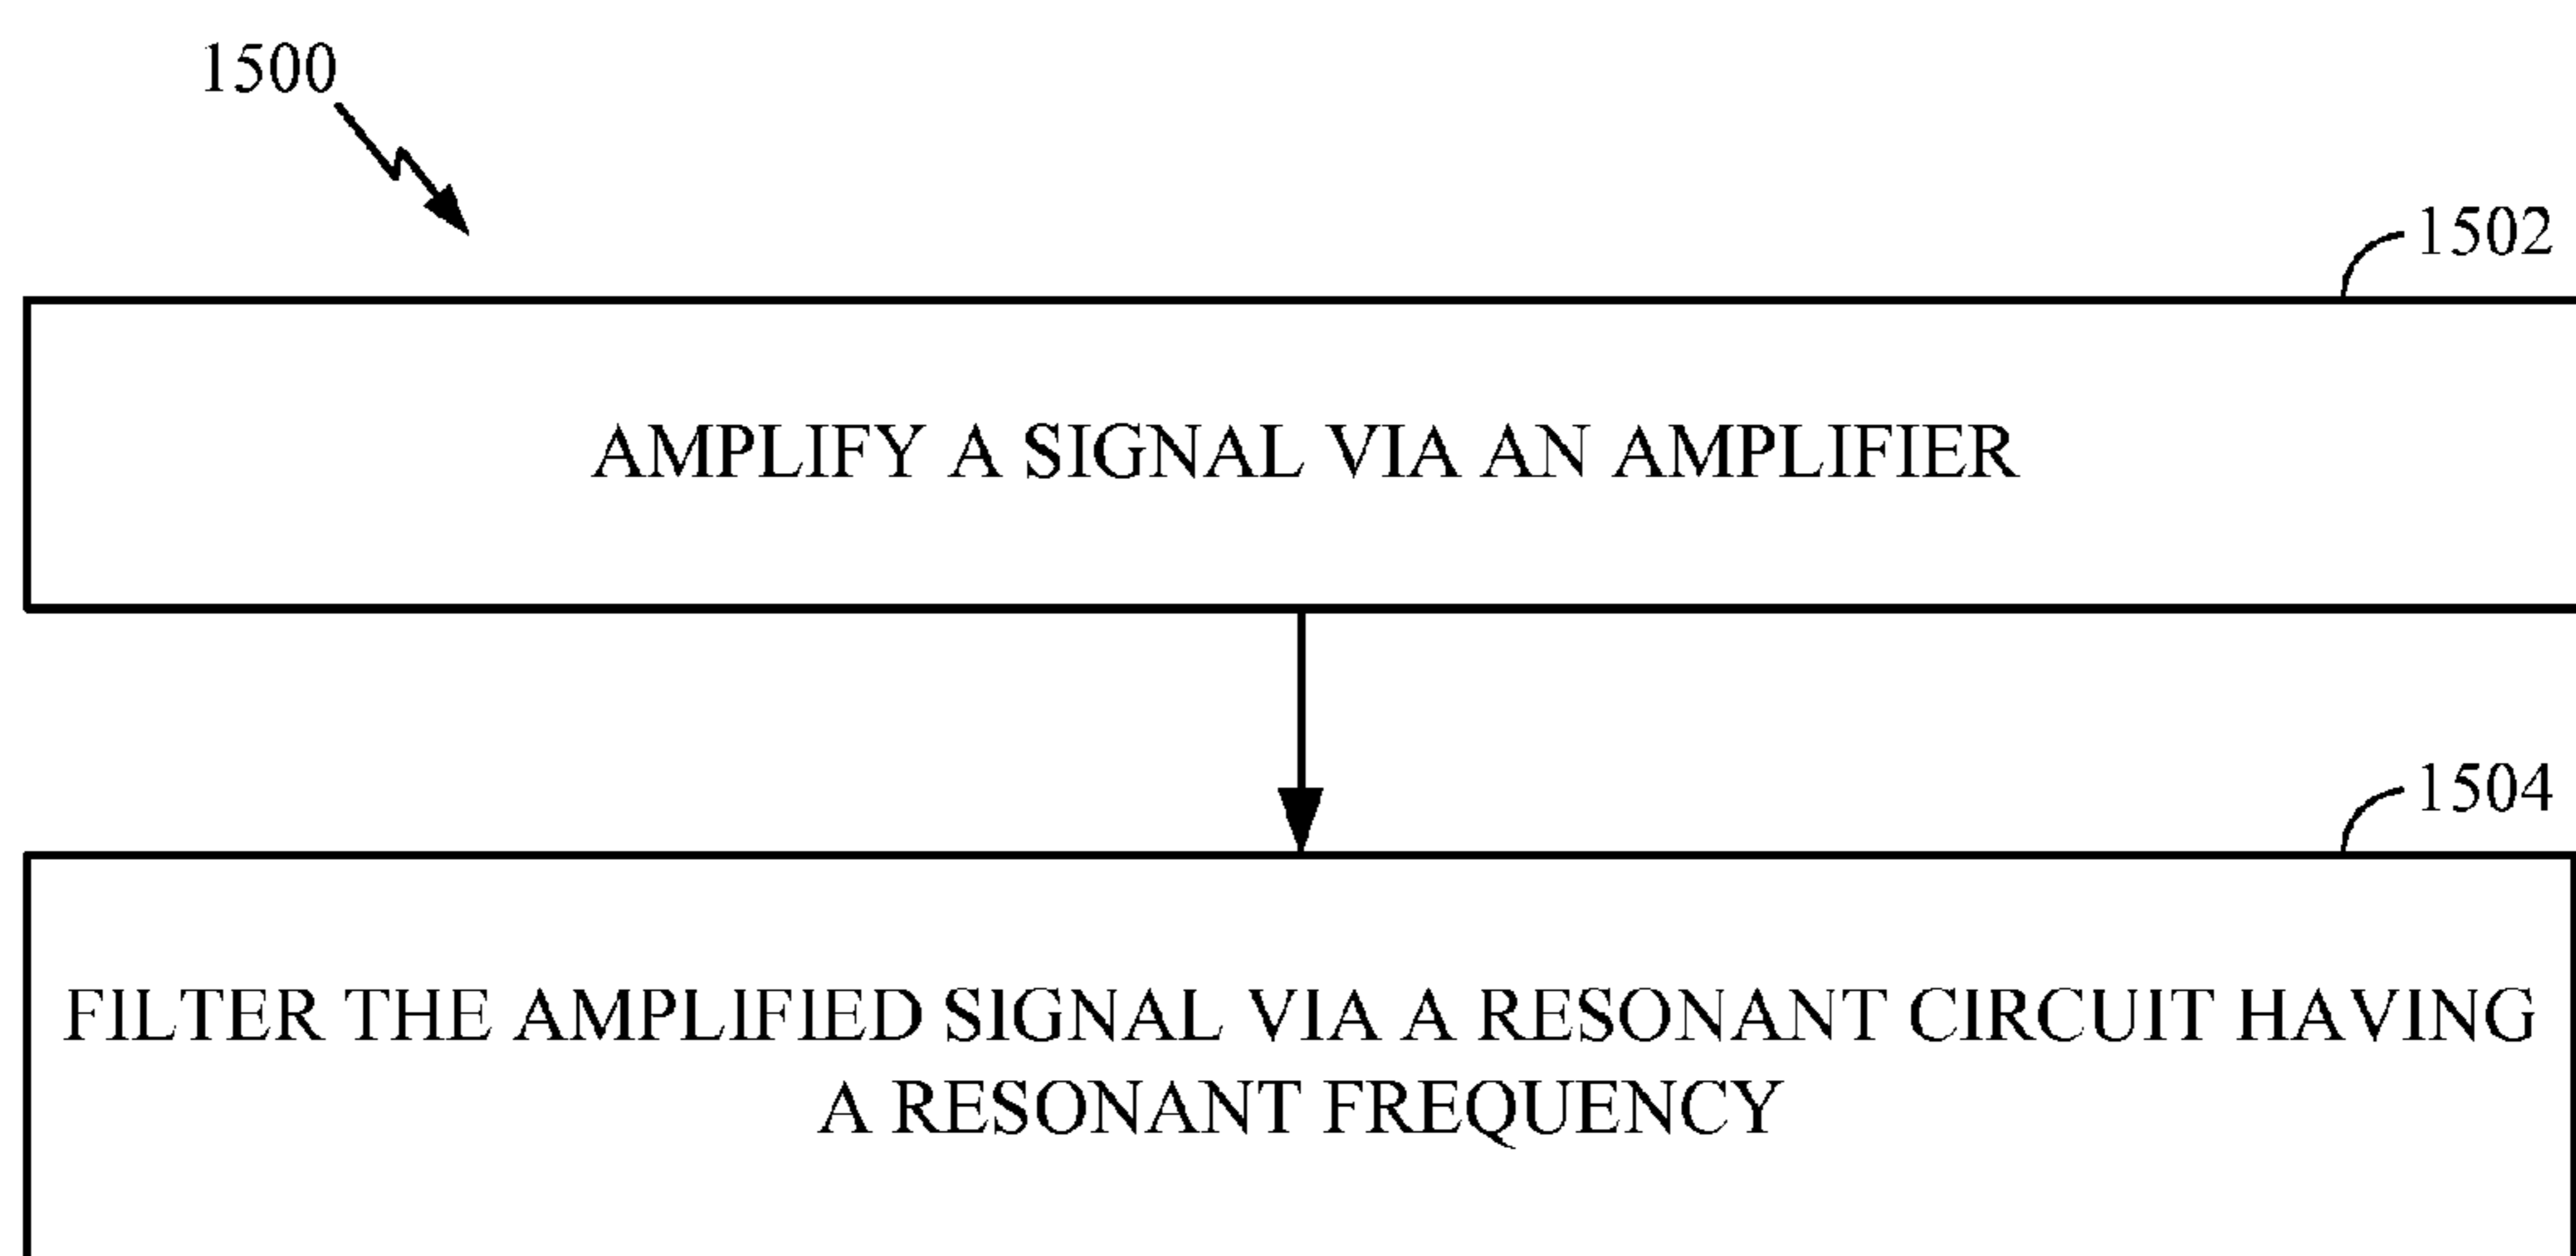 1500
1502
AMPLIFY A SIGNAL VIA AN AMPLIFIER
1504
FILTER THE AMPLIFIED SIGNAL VIA A RESONANT CIRCUIT HAVING
A RESONANT FREQUENCY